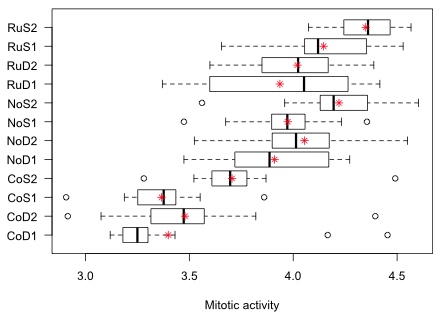 RuS2
RuS1
RuD2
RuD1
NoS2
NoS1
NoD2
NoD1
CoS2
CoS1
CoD2
CoD1
3.0 3.5 4.0 4.5
Mitotic activity